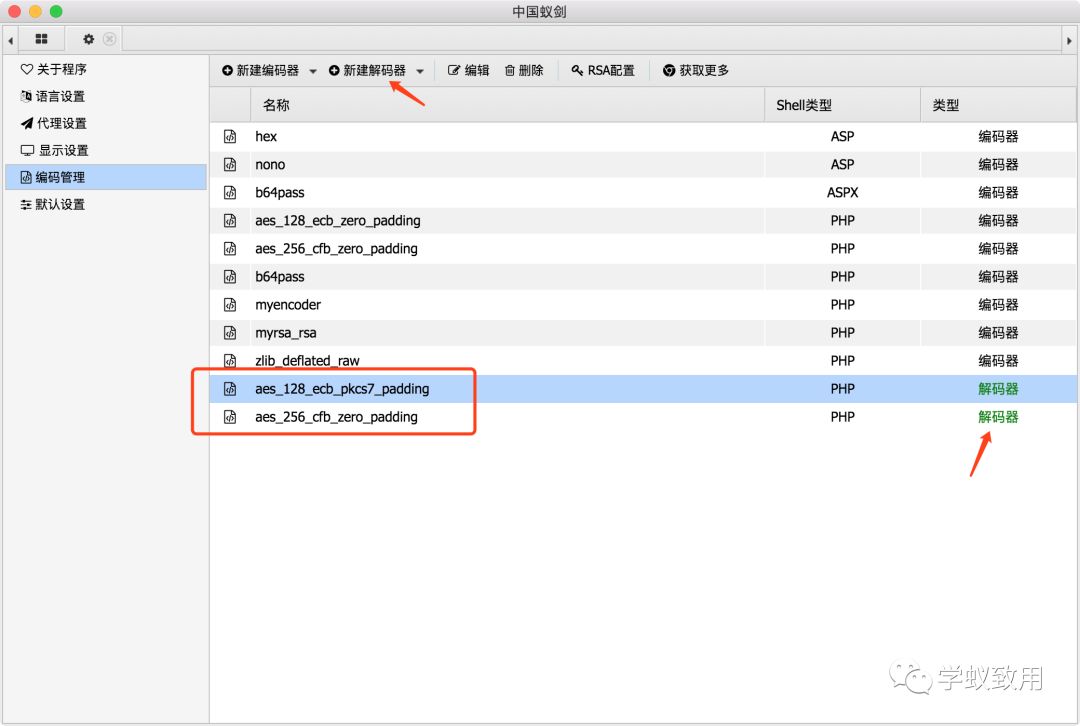 中国蚁剑
关于程序
语言设置
代理设置
显示设置
编码管理
默认设置
新建编码器 新建解码器 编辑 删除 RSA配置 获取更多
名称 Shell类型 类型
hex ASP 编码器
nono ASP 编码器
b64pass ASPX 编码器
aes_128_ecb_zero_padding PHP 编码器
aes_256_cfb_zero_padding PHP 编码器
b64pass PHP 编码器
myencoder PHP 编码器
myrsa_rsa PHP 编码器
zlib_deflated_raw PHP 编码器
aes_128_ecb_pkcs7_padding PHP 解码器
aes_256_cfb_zero_padding PHP 解码器
学蚁致用